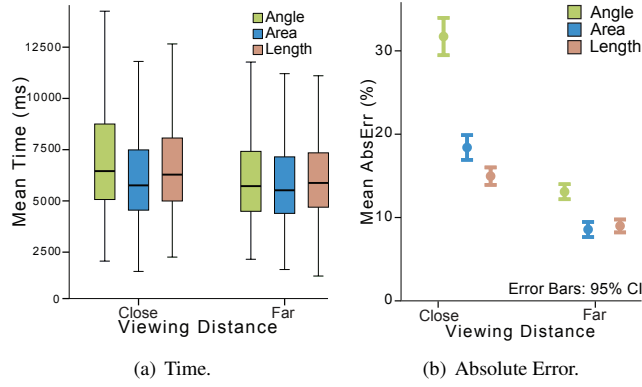 Mean Time (ms)
12500
10000
7500
5000
2500
0
Angle
Area
Length
Close
Far
Viewing Distance
(a) Time.
Mean AbsErr (%)
30
20
10
0
Angle
Area
Length
Error Bars: 95% CI
Close
Far
Viewing Distance
(b) Absolute Error.